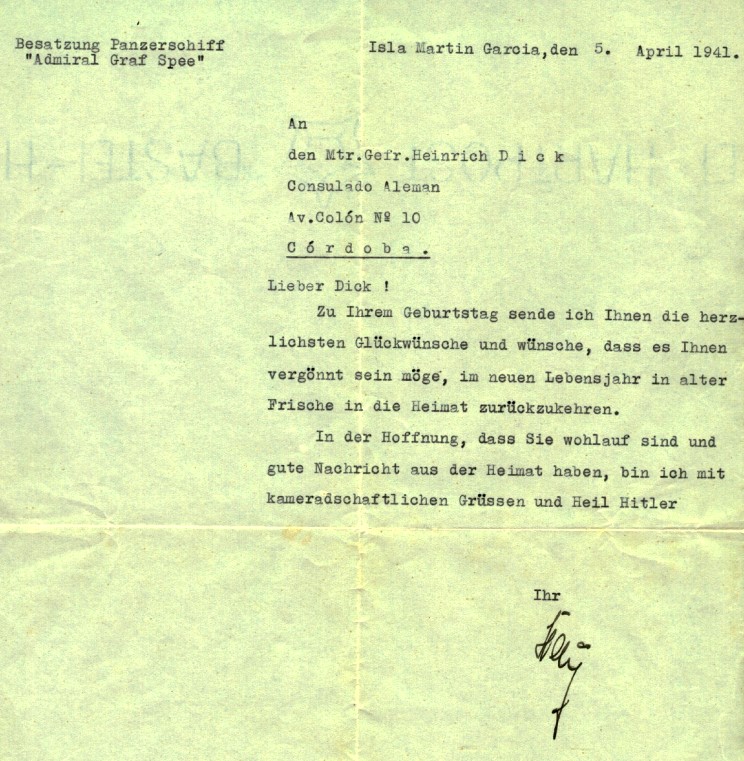 Besatzung Panzerschiff
"Admiral Graf Spee"
Isla Martin Garcia,den 5. April 1941.
An
den Mtr.Gefr.Heinrich D i c k
Consulado Aleman
Av.Colón Nº 10
C ó r d o b a .
Lieber Dick !
Zu Ihrem Geburtstag sende ich Ihnen die herz-
lichsten Glückwünsche und wünsche, dass es Ihnen
vergönnt sein möge, im neuen Lebensjahr in alter
Frische in die Heimat zurückzukehren.
In der Hoffnung, dass Sie wohlauf sind und
gute Nachricht aus der Heimat haben, bin ich mit
kameradschaftlichen Grüssen und Heil Hitler
Ihr